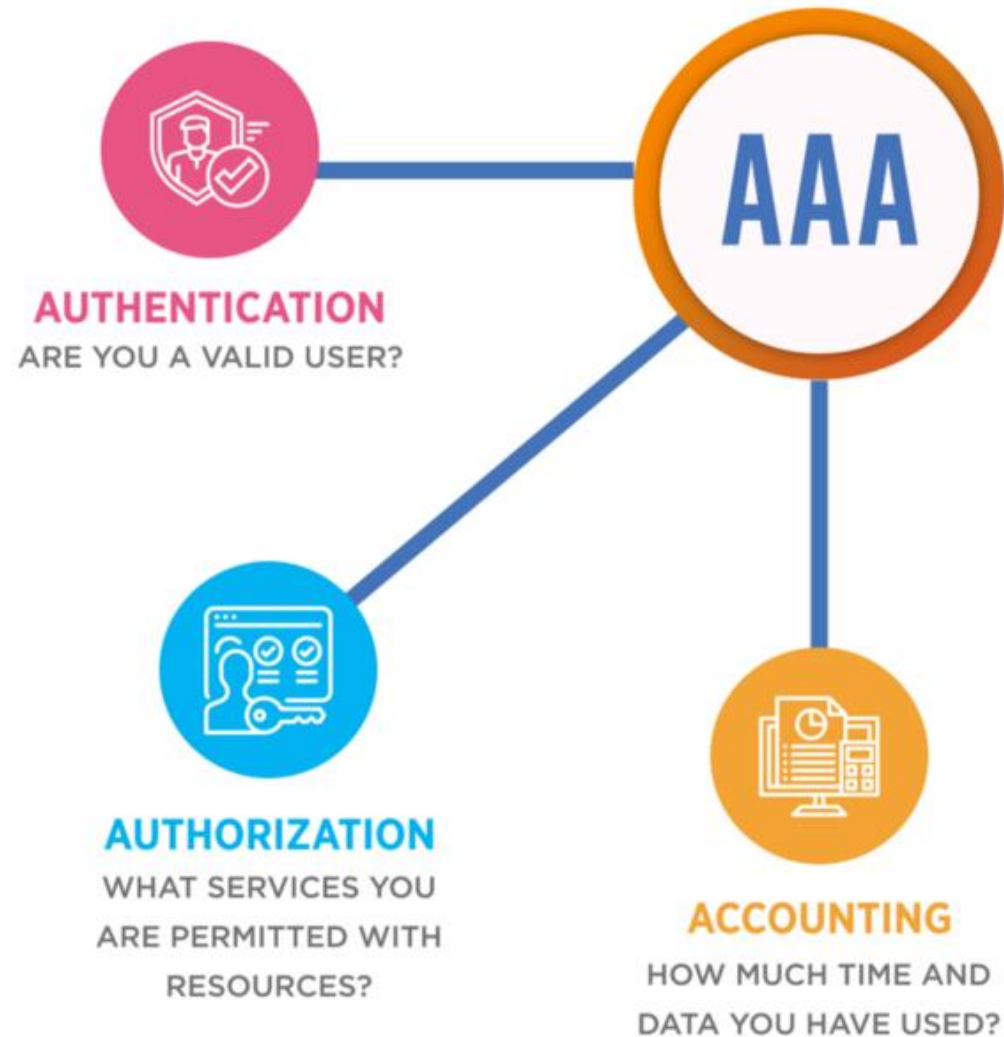 AAA
AUTHENTICATION
ARE YOU A VALID USER?
AUTHORIZATION
WHAT SERVICES YOU
ARE PERMITTED WITH
RESOURCES?
ACCOUNTING
HOW MUCH TIME AND
DATA YOU HAVE USED?